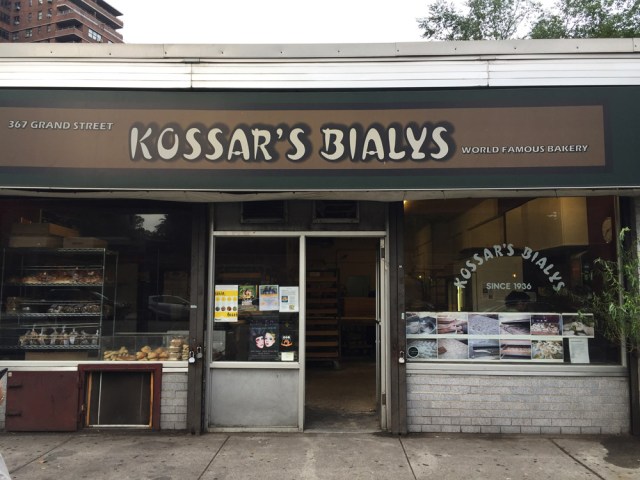 367 GRAND STREET
KOSSAR'S BIALYS
WORLD FAMOUS BAKERY
KOSSAR'S BIALYS
SINCE 1936